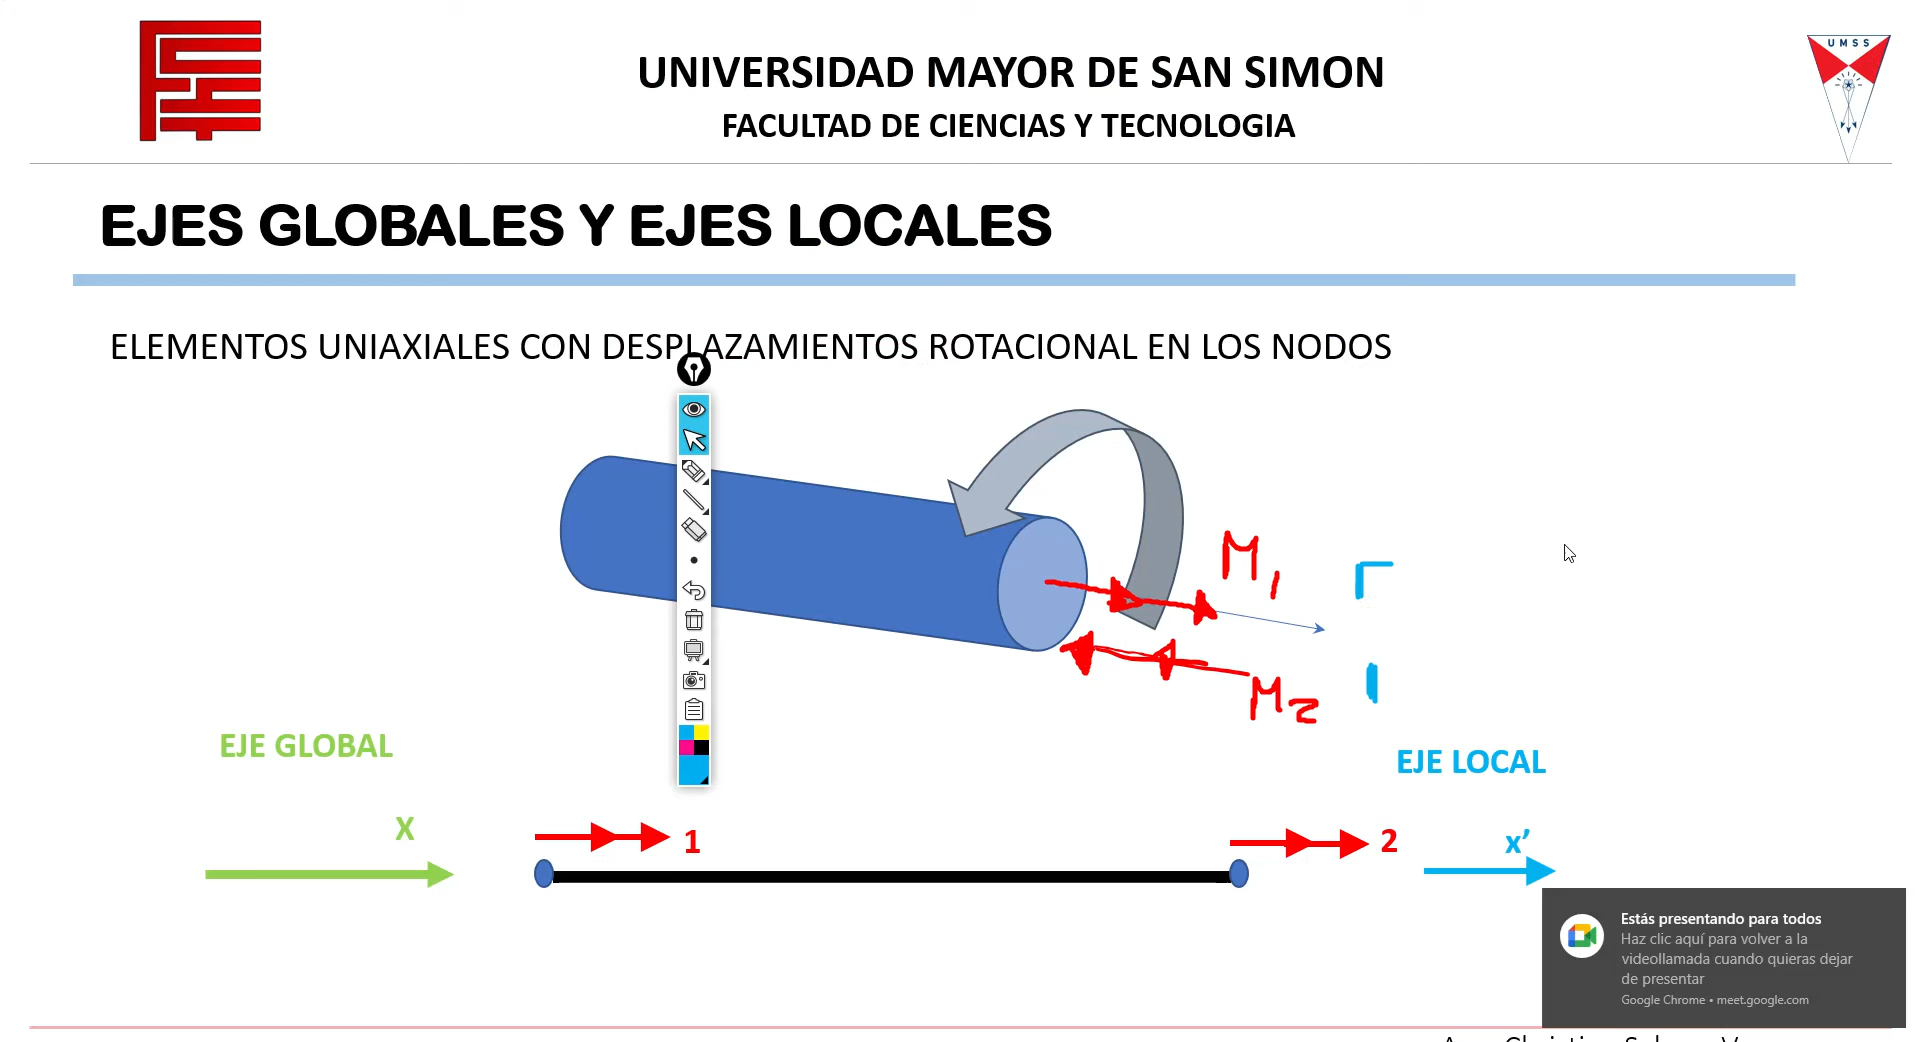 UNIVERSIDAD MAYOR DE SAN SIMON
FACULTAD DE CIENCIAS Y TECNOLOGIA
UMSS
EJES GLOBALES Y EJES LOCALES
ELEMENTOS UNIAXIALES CON DESPLAZAMIENTOS ROTACIONAL EN LOS NODOS
M1
M2
EJE GLOBAL
EJE LOCAL
X
1
2
x’
Estás presentando para todos
Haz clic aquí para volver a la
videollamada cuando quieras dejar
de presentar
Google Chrome • meet.google.com